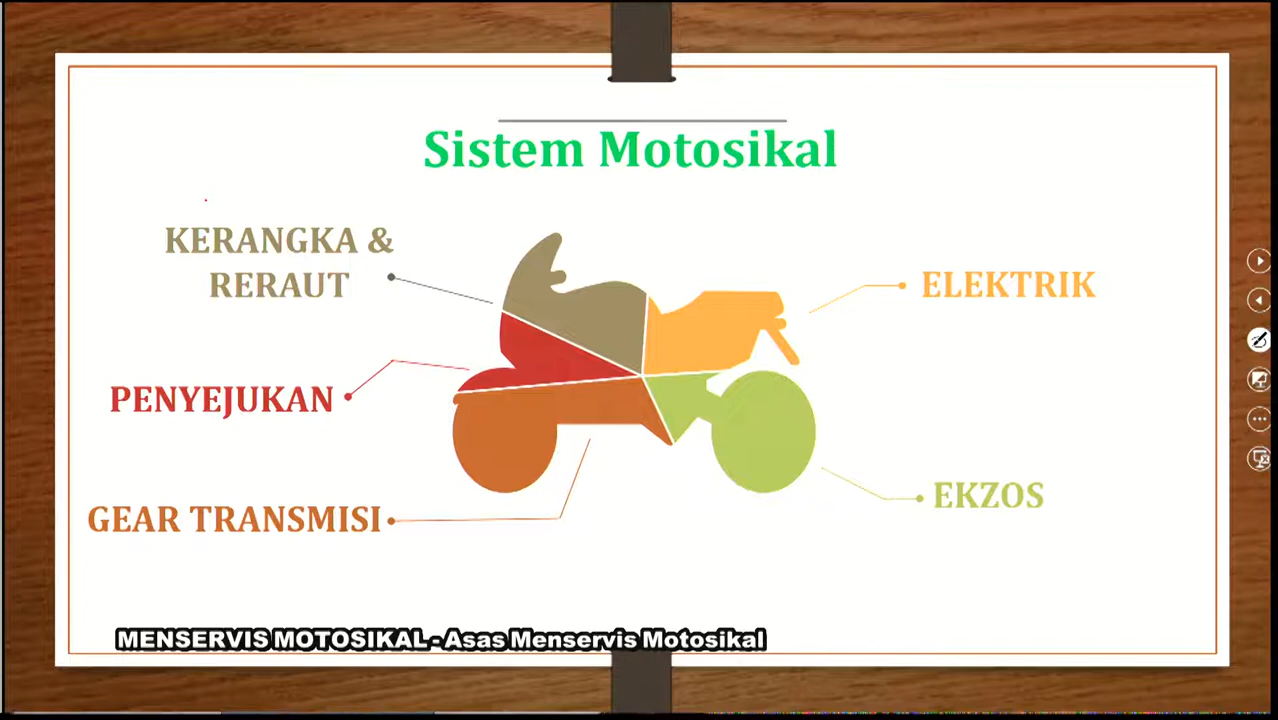 Sistem Motosikal
KERANGKA &
RERAUT
ELEKTRIK
PENYEJUKAN
GEAR TRANSMISI
EKZOS
MENSERVIS MOTOSIKAL - Asas Menservis Motosikal